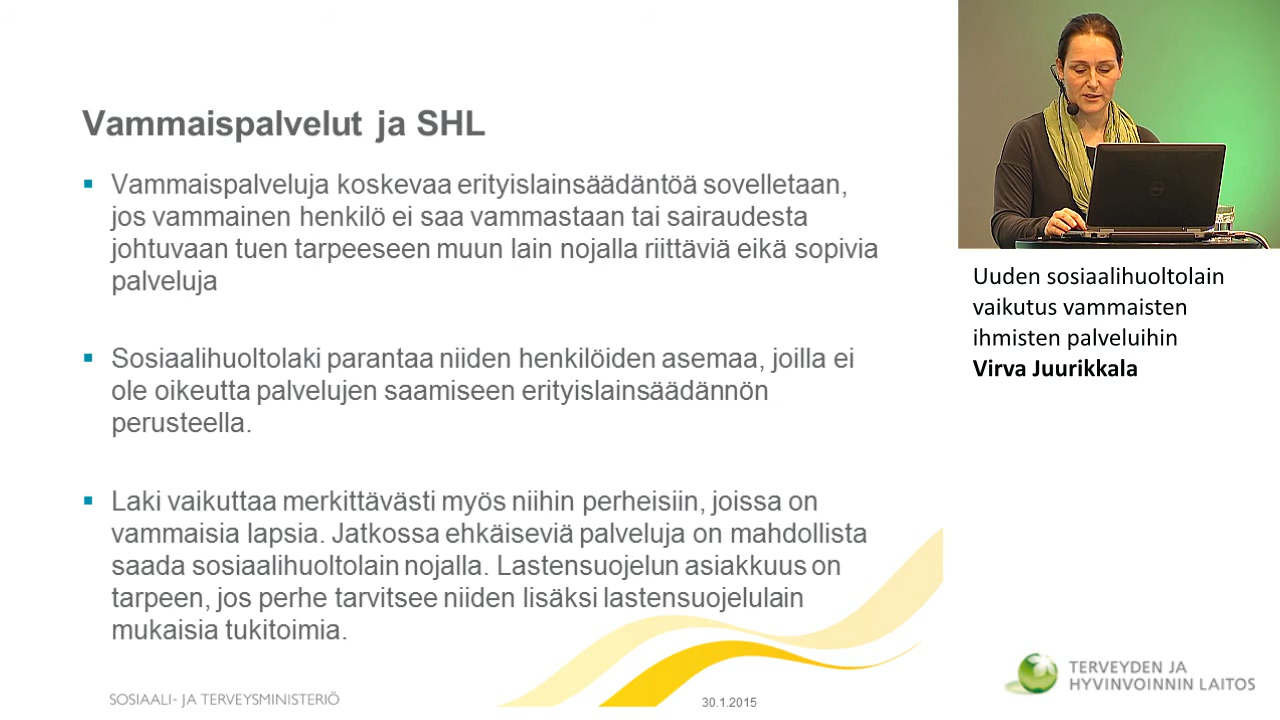 Vammaispalvelut ja SHL
Vammaispalveluja koskevaa erityislainsäädäntöä sovelletaan,
jos vammainen henkilö ei saa vammastaan tai sairaudesta
johtuvaan tuen tarpeeseen muun lain nojalla riittäviä eikä sopivia
palveluja
Sosiaalihuoltolaki parantaa niiden henkilöiden asemaa, joilla ei
ole oikeutta palvelujen saamiseen erityislainsäädännön
perusteella.
Laki vaikuttaa merkittävästi myös niihin perheisiin, joissa on
vammaisia lapsia. Jatkossa ehkäiseviä palveluja on mahdollista
saada sosiaalihuoltolain nojalla. Lastensuojelun asiakkuus on
tarpeen, jos perhe tarvitsee niiden lisäksi lastensuojelulain
mukaisia tukitoimia.
SOSIAALI- JA TERVEYSMINISTERIÖ
30.1.2015
Uuden sosiaalihuoltolain
vaikutus vammaisten
ihmisten palveluihin
Virva Juurikkala
TERVEYDEN JA
HYVINVOINNIN LAITOS